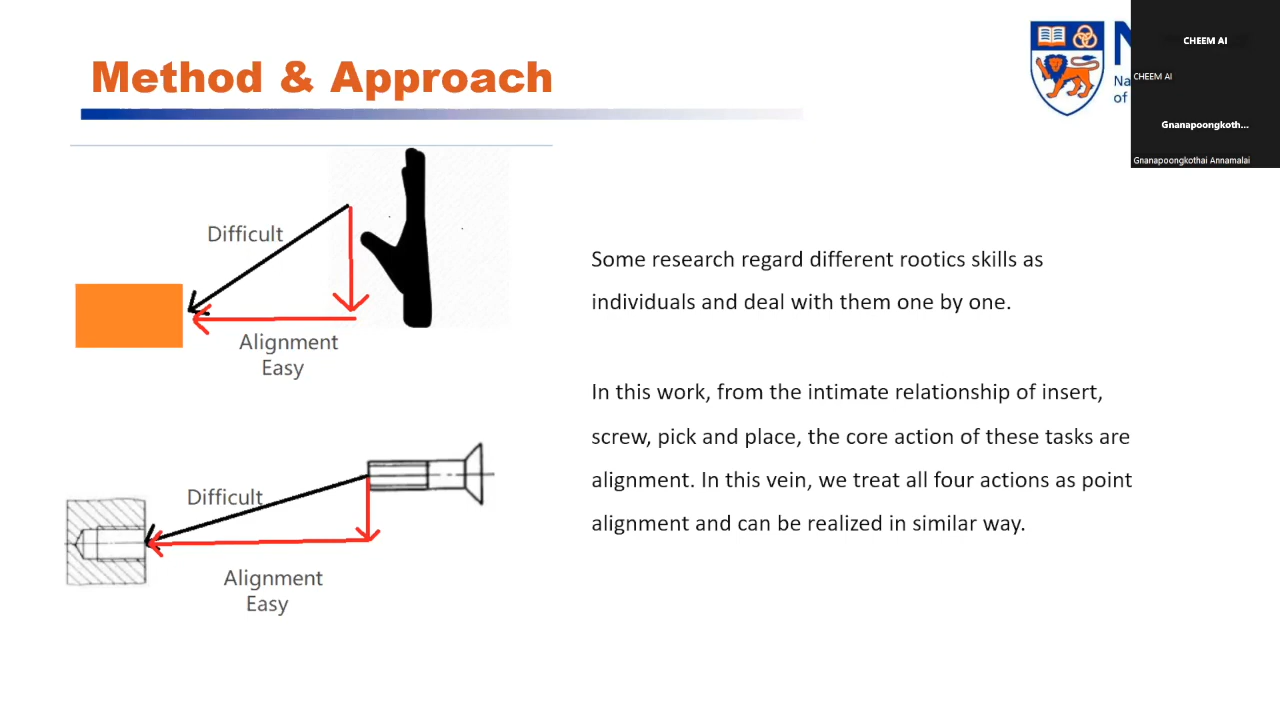 Method & Approach
N
Na
of
CHEEM AI
CHEEM AI
Gnanapoongkoth...
Gnanapoongkothai Annamalai
Difficult
Alignment
Easy
Difficult
Alignment
Easy
Some research regard different rootics skills as
individuals and deal with them one by one.
In this work, from the intimate relationship of insert,
screw, pick and place, the core action of these tasks are
alignment. In this vein, we treat all four actions as point
alignment and can be realized in similar way.